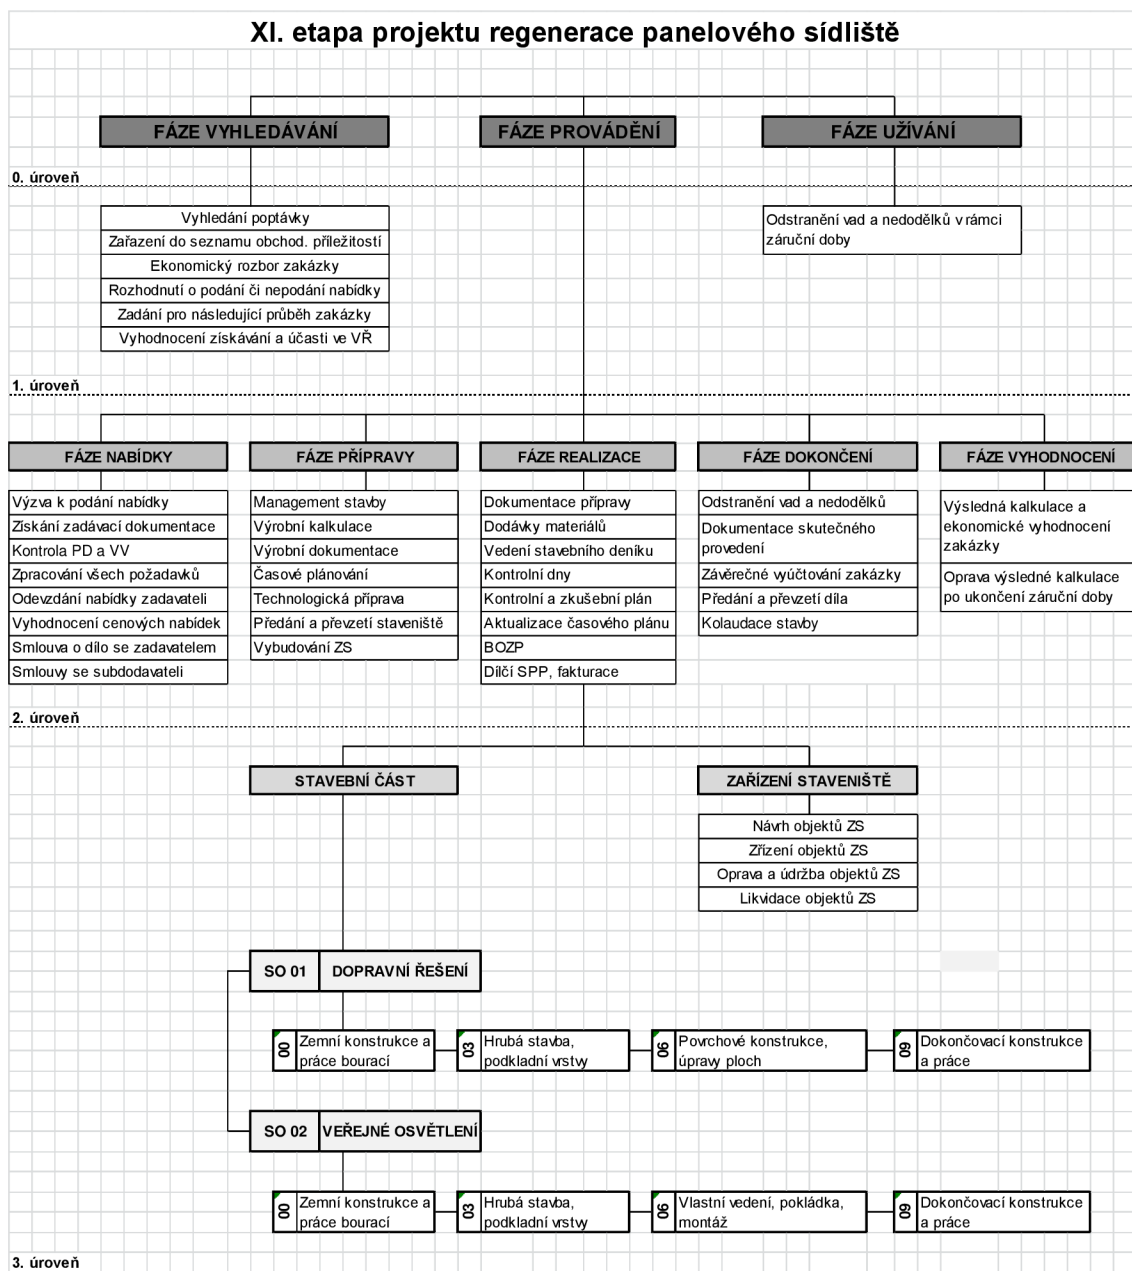 XI. etapa projektu regenerace panelového sídliště
FÁZE VYHLEDÁVÁNÍ
FÁZE PROVÁDĚNÍ
FÁZE UŽÍVÁNÍ
0. úroveň
Vyhledání poptávky
Zařazení do seznamu obchod. příležitostí
Ekonomický rozbor zakázky
Rozhodnutí o podání či nepodání nabídky
Zadání pro následující průběh zakázky
Vyhodnocení získávání a účasti ve VŘ
Odstranění vad a nedodělků v rámci
záruční doby
1. úroveň
FÁZE NABÍDKY
Výzva k podání nabídky
Získání zadávací dokumentace
Kontrola PD a VV
Zpracování všech požadavků
Odevzdání nabídky zadavateli
Vyhodnocení cenových nabídek
Smlouva o dílo se zadavatelem
Smlouvy se subdodavateli
FÁZE PŘÍPRAVY
Management stavby
Výrobní kalkulace
Výrobní dokumentace
Časové plánování
Technologická příprava
Předání a převzetí staveniště
Vybudování ZS
FÁZE REALIZACE
Dokumentace přípravy
Dodávky materiálů
Vedení stavebního deníku
Kontrolní dny
Kontrolní a zkušební plán
Aktualizace časového plánu
BOZP
Dílčí SPP, fakturace
FÁZE DOKONČENÍ
Odstranění vad a nedodělků
Dokumentace skutečného
provedení
Závěrečné vyúčtování zakázky
Předání a převzetí díla
Kolaudace stavby
FÁZE VYHODNOCENÍ
Výsledná kalkulace a
ekonomické vyhodnocení
zakázky
Oprava výsledné kalkulace
po ukončení záruční doby
2. úroveň
STAVEBNÍ ČÁST
ZAŘÍZENÍ STAVENIŠTĚ
Návrh objektů ZS
Zřízení objektů ZS
Oprava a údržba objektů ZS
Likvidace objektů ZS
SO 01 DOPRAVNÍ ŘEŠENÍ
00 Zemní konstrukce a
práce bourací
03 Hrubá stavba,
podkladní vrstvy
06 Povrchové konstrukce,
úpravy ploch
09 Dokončovací konstrukce
a práce
SO 02 VEŘEJNÉ OSVĚTLENÍ
00 Zemní konstrukce a
práce bourací
03 Hrubá stavba,
podkladní vrstvy
06 Vlastní vedení, pokládka,
montáž
09 Dokončovací konstrukce
a práce
3. úroveň